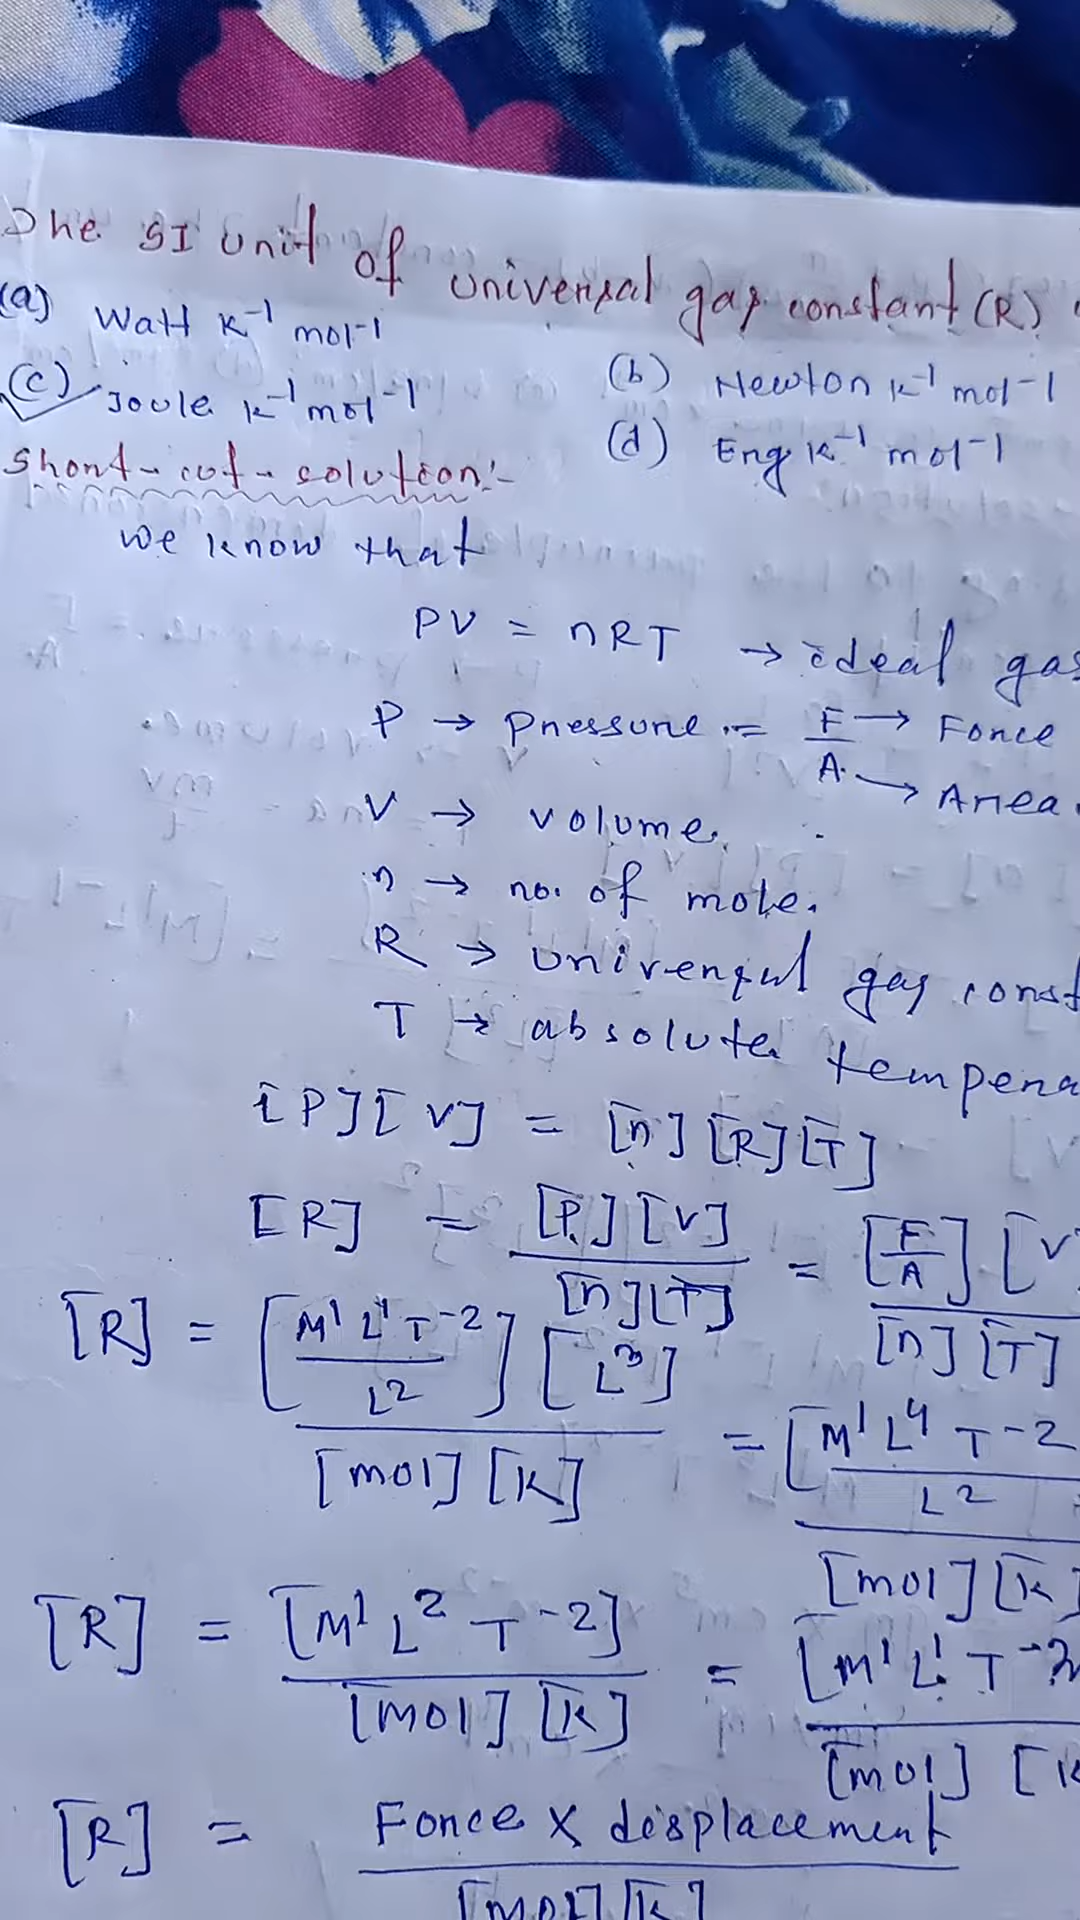 The SI unit of universal gas constant (R)
(a) Watt K⁻¹ mol⁻¹
(b) Newton K⁻¹ mol⁻¹
(c) Joule K⁻¹ mol⁻¹
(d) Erg K⁻¹ mol⁻¹
Short-cut-solution:-
We know that
PV = nRT → ideal gas
P → Pressure = F/A → Force
→ Area.
V → volume.
n → no. of mole.
R → universal gas const
T → absolute tempera
[P][V] = [n][R][T]
[R] = [P][V] / [n][T] = [F/A][V / [n][T]
[R] = [M¹L¹T⁻² / L²][L³] / [mol][K] = [M¹L⁴T⁻² / L² / [mol][K]
[R] = [M¹L²T⁻²] / [mol][K] = [M¹L¹T⁻² / [mol][K
[R] = Force × displacement / [mol][K]